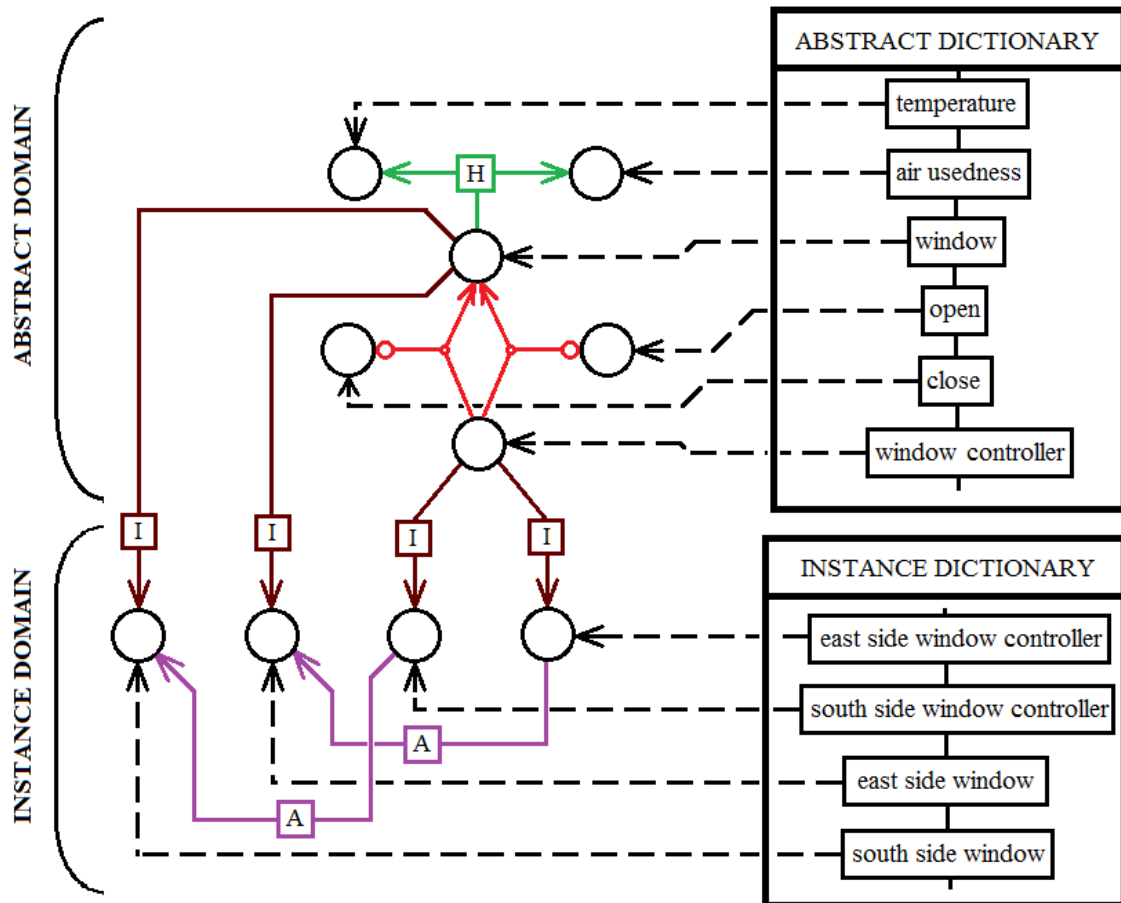 ABSTRACT DOMAIN
ABSTRACT DICTIONARY
temperature
air usedness
H
window
open
close
window controller
I
I
I
I
INSTANCE DOMAIN
INSTANCE DICTIONARY
east side window controller
south side window controller
A
east side window
A
south side window